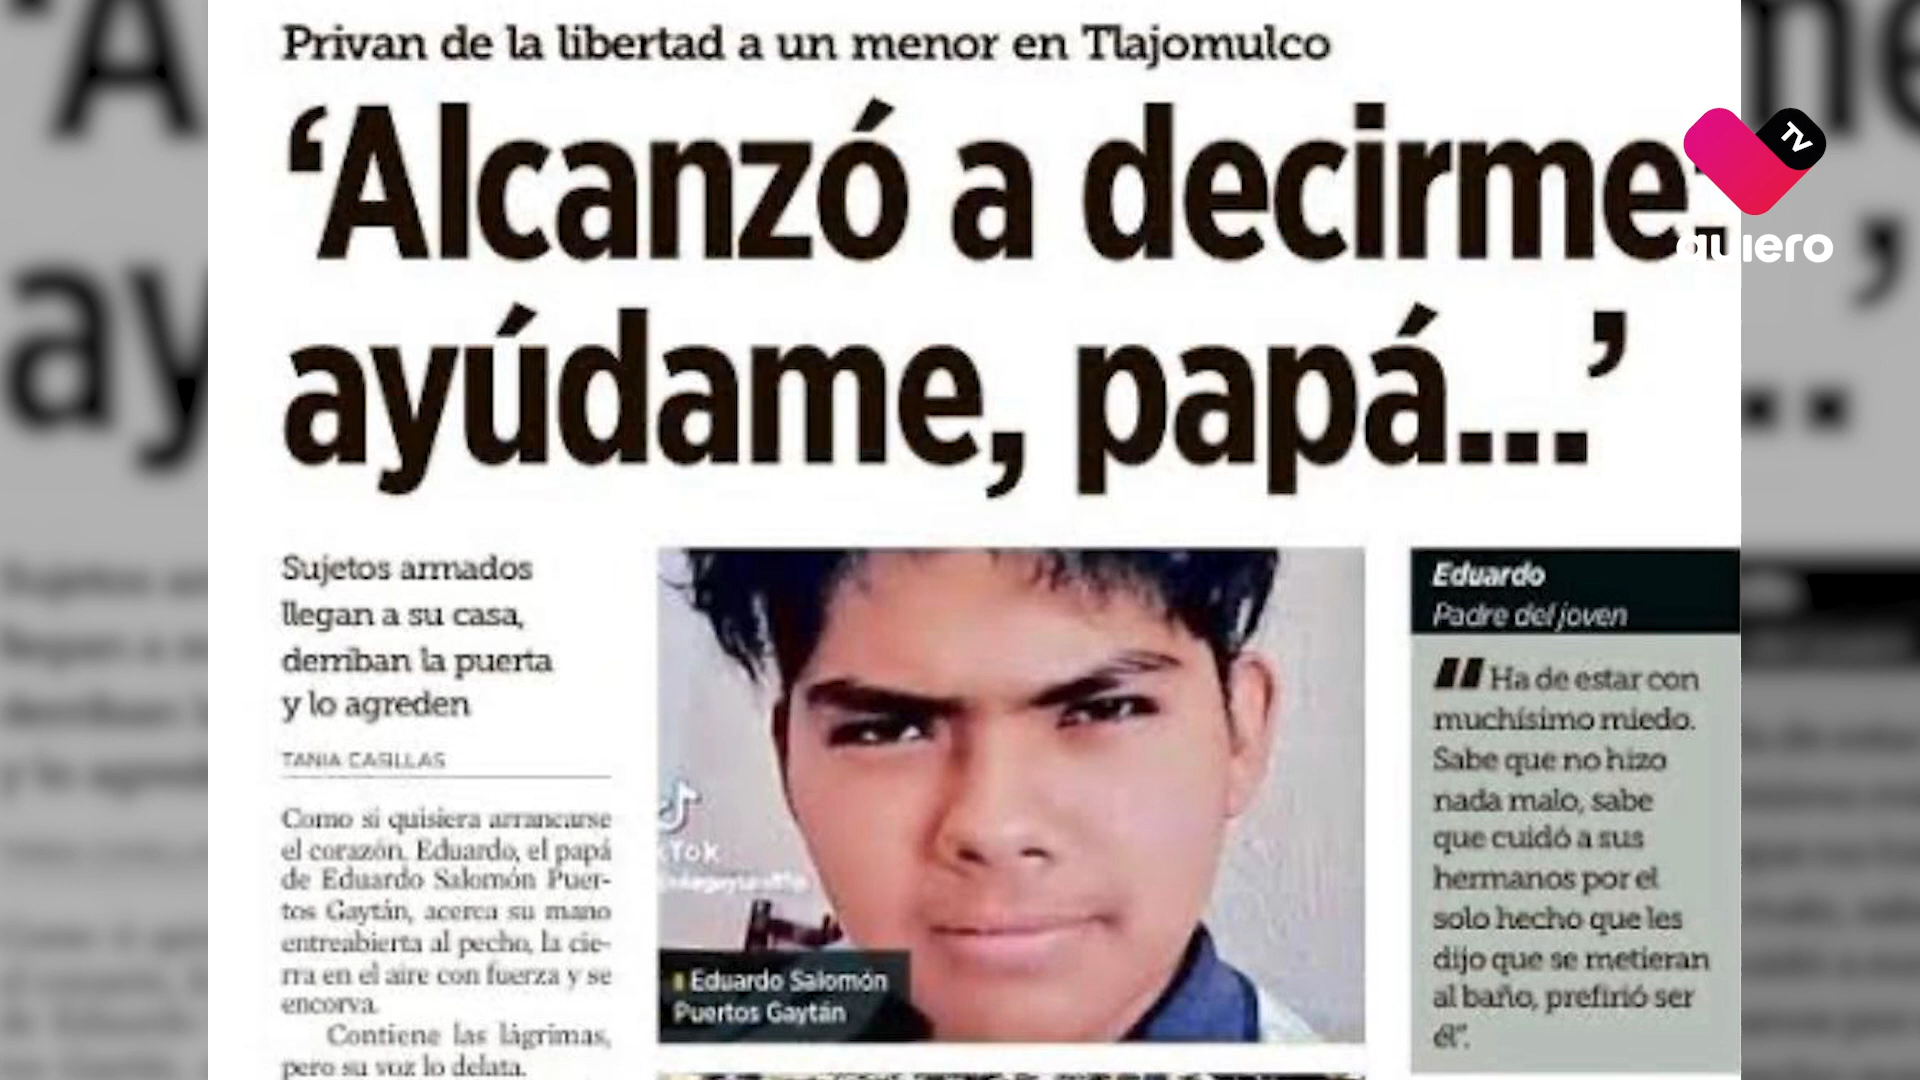 Privan de la libertad a un menor en Tlajomulco
‘Alcanzó a decirme:
ayúdame, papá...’
TV
quiero
Sujetos armados
llegan a su casa,
derriban la puerta
y lo agreden
TANIA CASILLAS
Como si quisiera arrancarse
el corazón, Eduardo, el papá
de Eduardo Salomón Puer-
tos Gaytán, acerca su mano
entreabierta al pecho, la cie-
rra en el aire con fuerza y se
encorva.
Contiene las lágrimas,
pero su voz lo delata.
Tok
Eduardo Salomón
Puertos Gaytán
Eduardo
Padre del joven
“Ha de estar con
muchísimo miedo.
Sabe que no hizo
nada malo, sabe
que cuidó a sus
hermanos por el
solo hecho que les
dijo que se metieran
al baño, prefirió ser
él”.